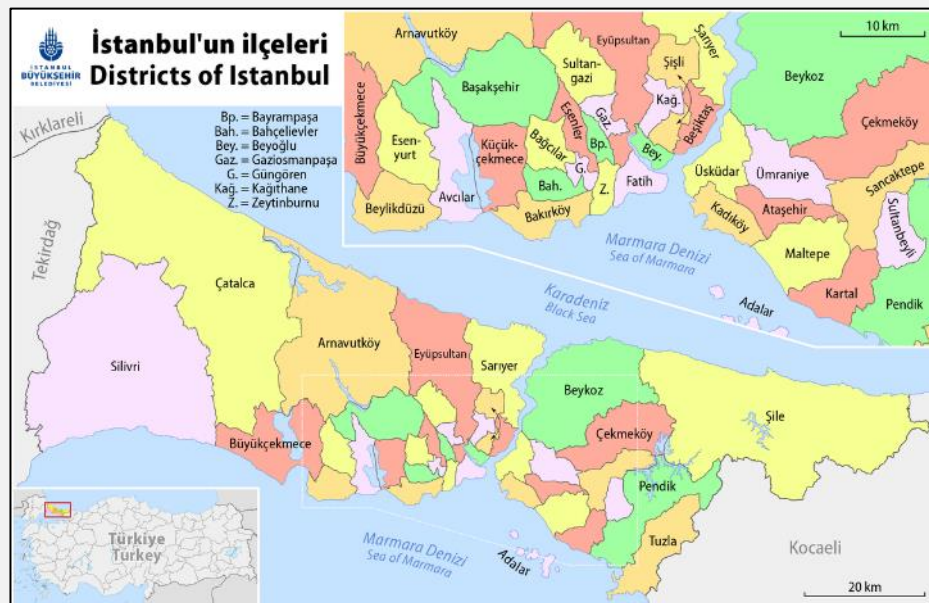 İSTANBUL
BÜYÜKŞEHİR
BELEDİYESİ
İstanbul'un ilçeleri
Districts of Istanbul
Bp. = Bayrampaşa
Bah. = Bahçelievler
Bey. = Beyoğlu
Gaz. = Gaziosmanpaşa
G. = Güngören
Kağ. = Kağıthane
Z. = Zeytinburnu
10 km
Arnavutköy
Eyüpsultan
Sarıyer
Sultan-
gazi
Şişli
Beykoz
Başakşehir
Büyükçekmece
Esenler
Gaz.
Kağ.
Beşiktaş
Çekmeköy
Esen-
yurt
Küçük-
çekmece
Bağcılar
Bp.
Bey.
G.
Üsküdar
Ümraniye
Sancaktepe
Avcılar
Bah.
Z.
Fatih
Beylikdüzü
Bakırköy
Kadıköy
Ataşehir
Sultanbeyli
Marmara Denizi
Sea of Marmara
Maltepe
Adalar
Kartal
Pendik
Kırklareli
Tekirdağ
Çatalca
Karadeniz
Black Sea
Silivri
Arnavutköy
Eyüpsultan
Sarıyer
Beykoz
Şile
Büyükçekmece
Çekmeköy
Pendik
Tuzla
Kocaeli
Marmara Denizi
Sea of Marmara
Adalar
Türkiye
Turkey
20 km